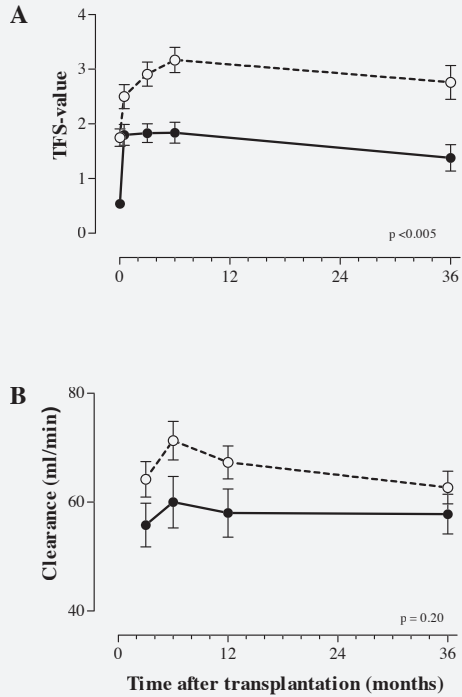 A
TFS-value
4
3
2
1
0
p <0.005
0 12 24 36
B
Clearance (ml/min)
80
60
40
p = 0.20
0 12 24 36
Time after transplantation (months)